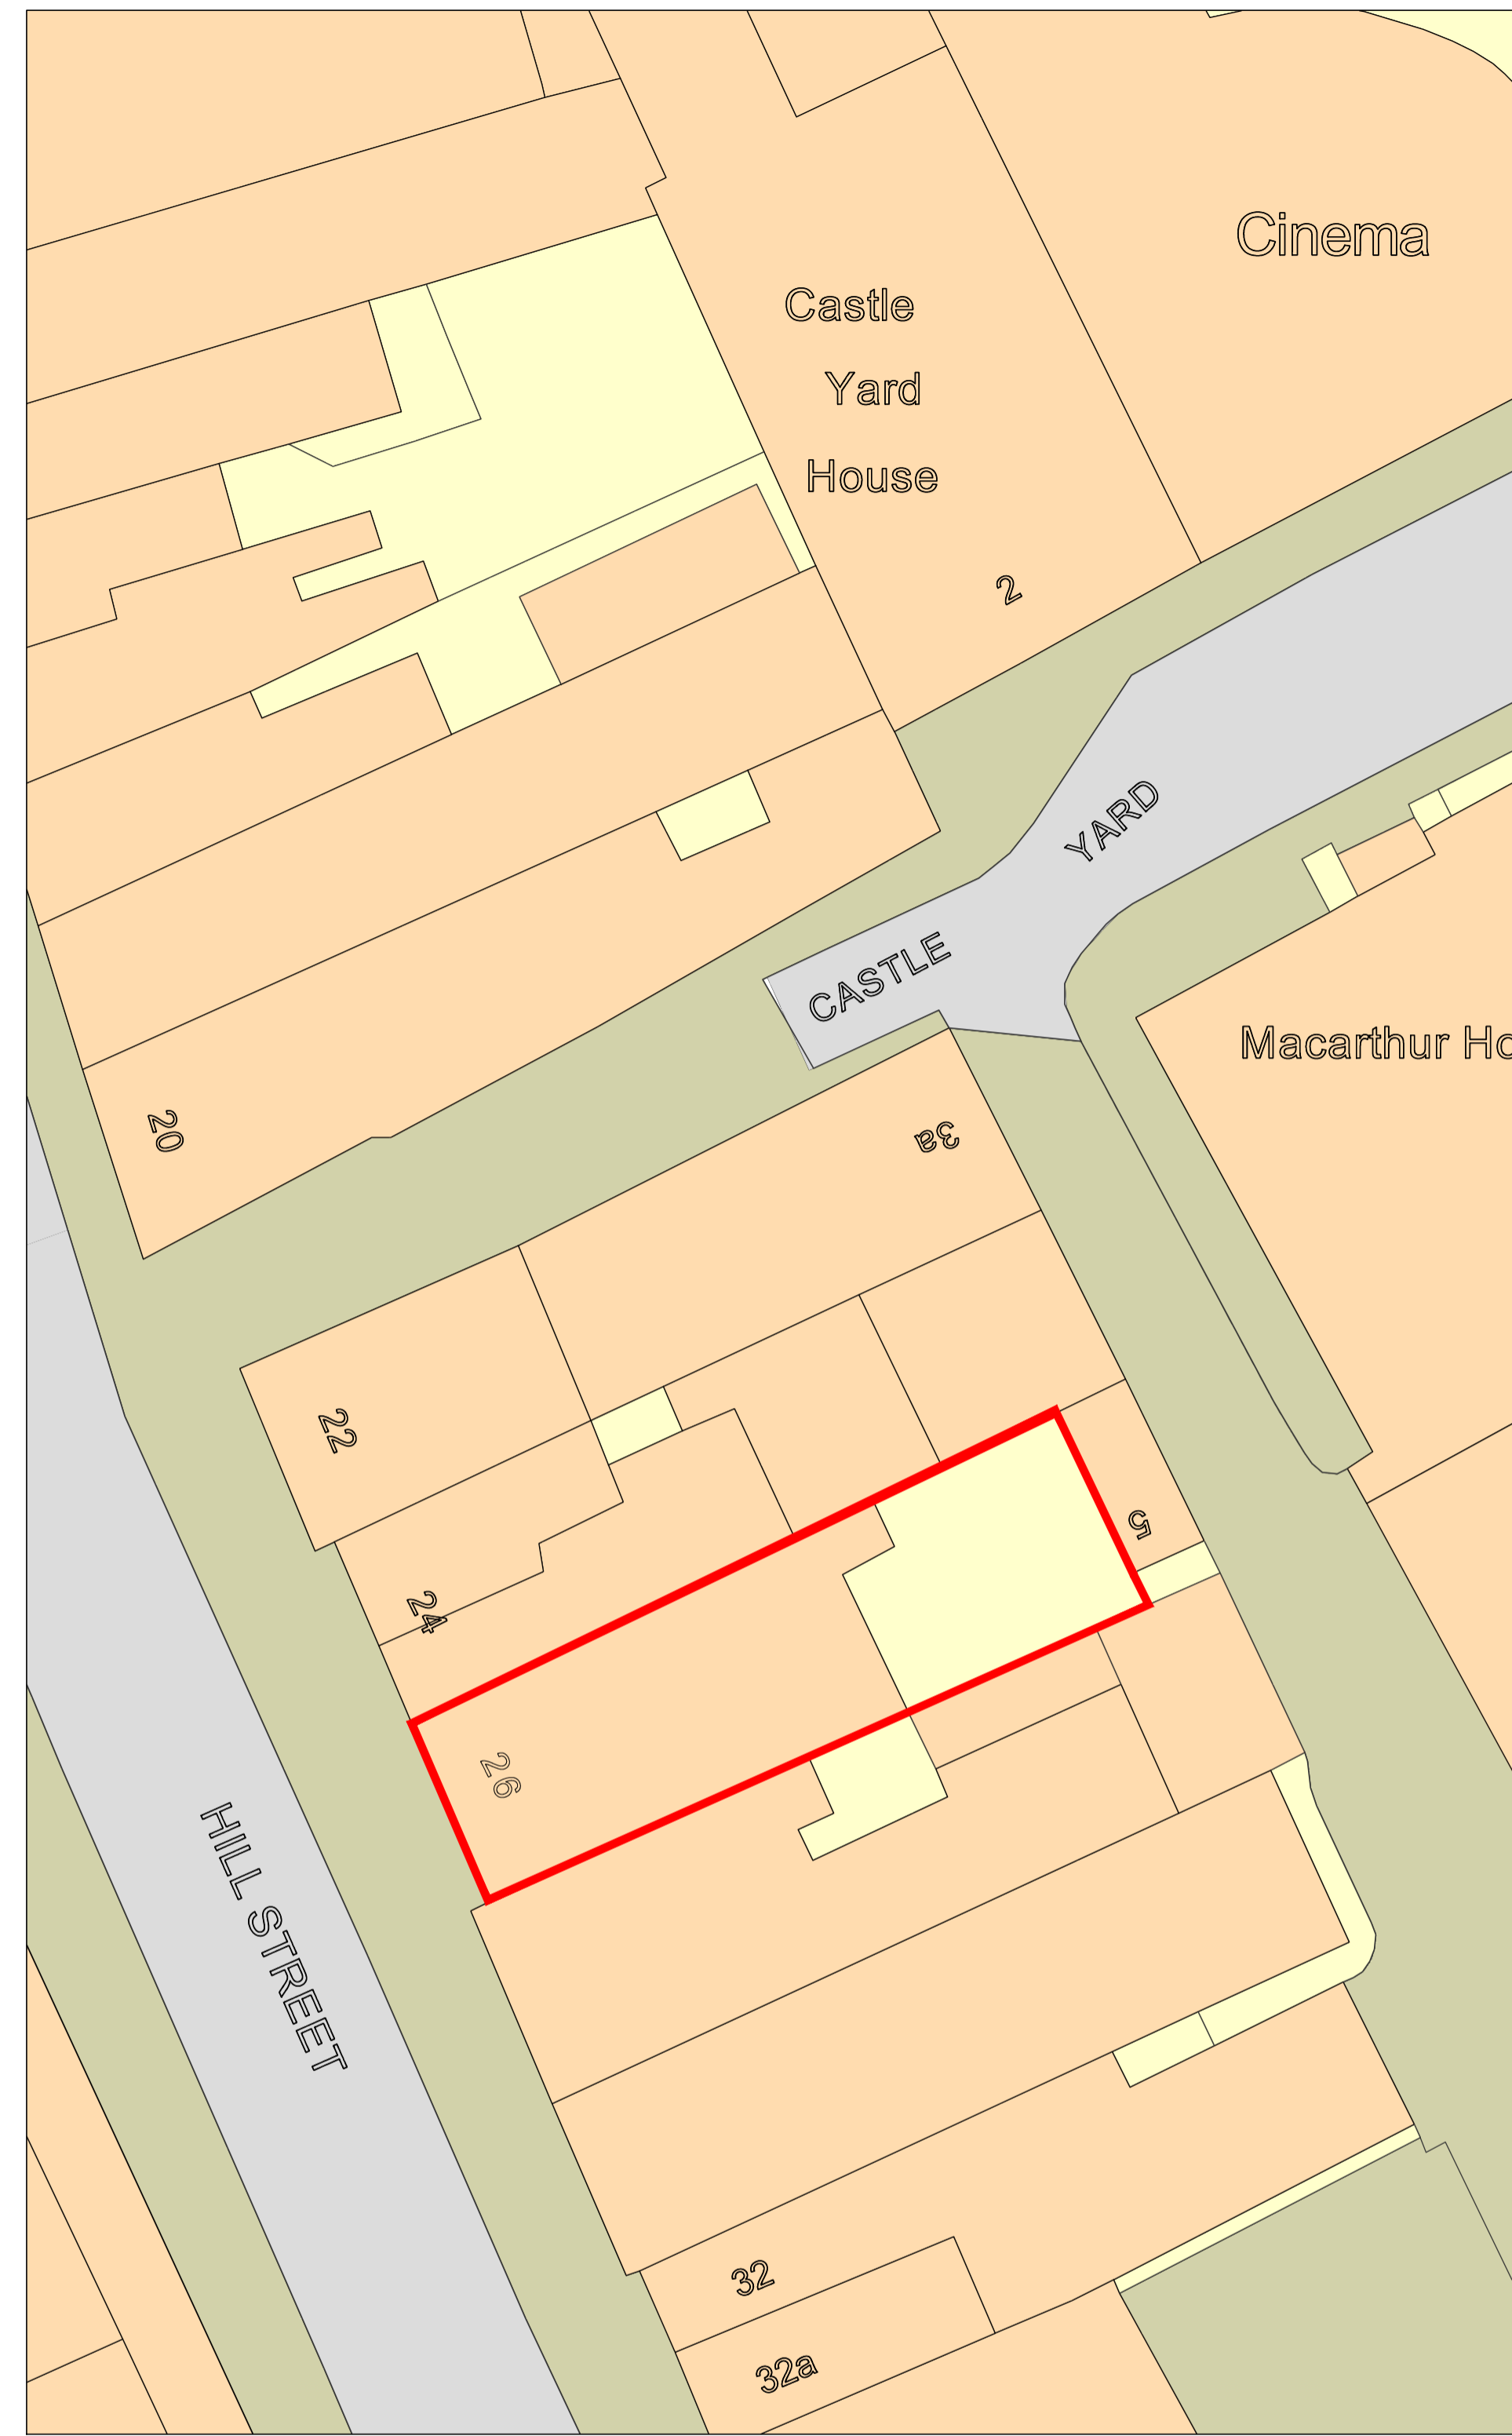 Cinema
Castle
Yard
House
2
YARD
CASTLE
Macarthur Ho
20
3a
22
5
24
26
HILL STREET
32
32a